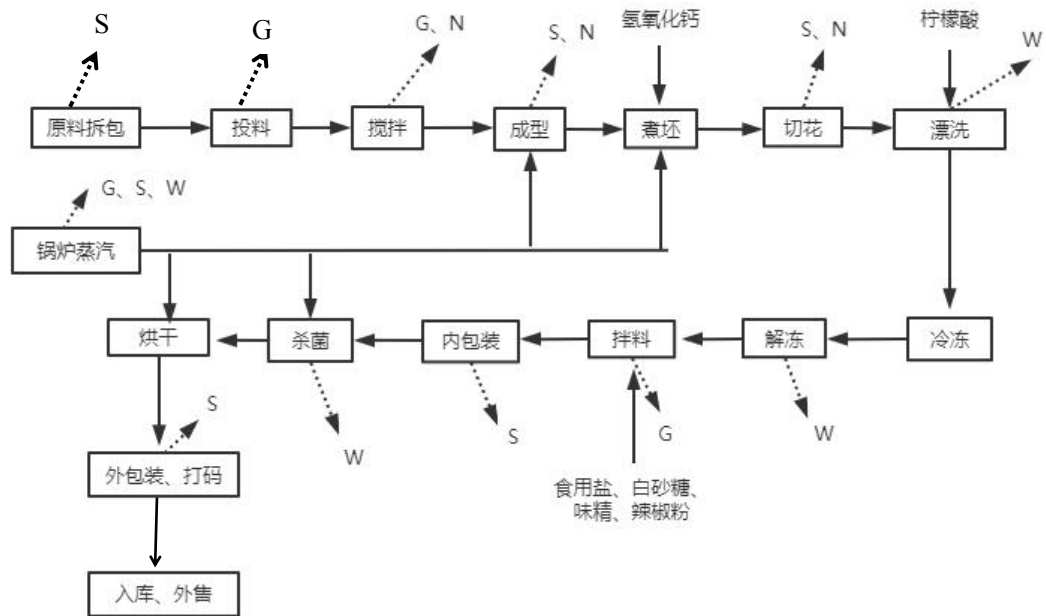 S
G
G、N
S、N
氢氧化钙
S、N
柠檬酸
W
原料拆包
投料
搅拌
成型
煮坯
切花
漂洗
G、S、W
锅炉蒸汽
烘干
杀菌
内包装
拌料
解冻
冷冻
S
W
S
G
W
外包装、打码
食用盐、白砂糖、
味精、辣椒粉
入库、外售